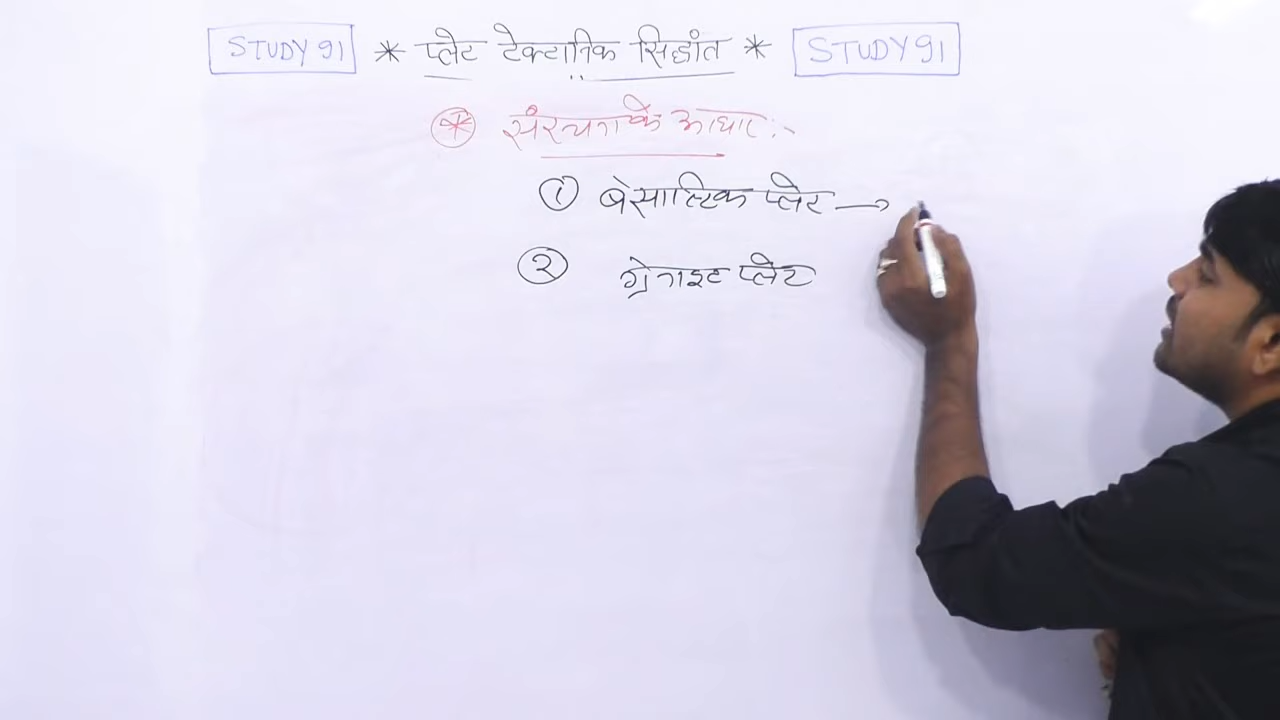 STUDY 91 * प्लेट टेक्टानिक सिद्धांत * STUDY 91
* संरचना के आधार :-
① बेसाल्टिक प्लेट →
② ग्रेनाइट प्लेट